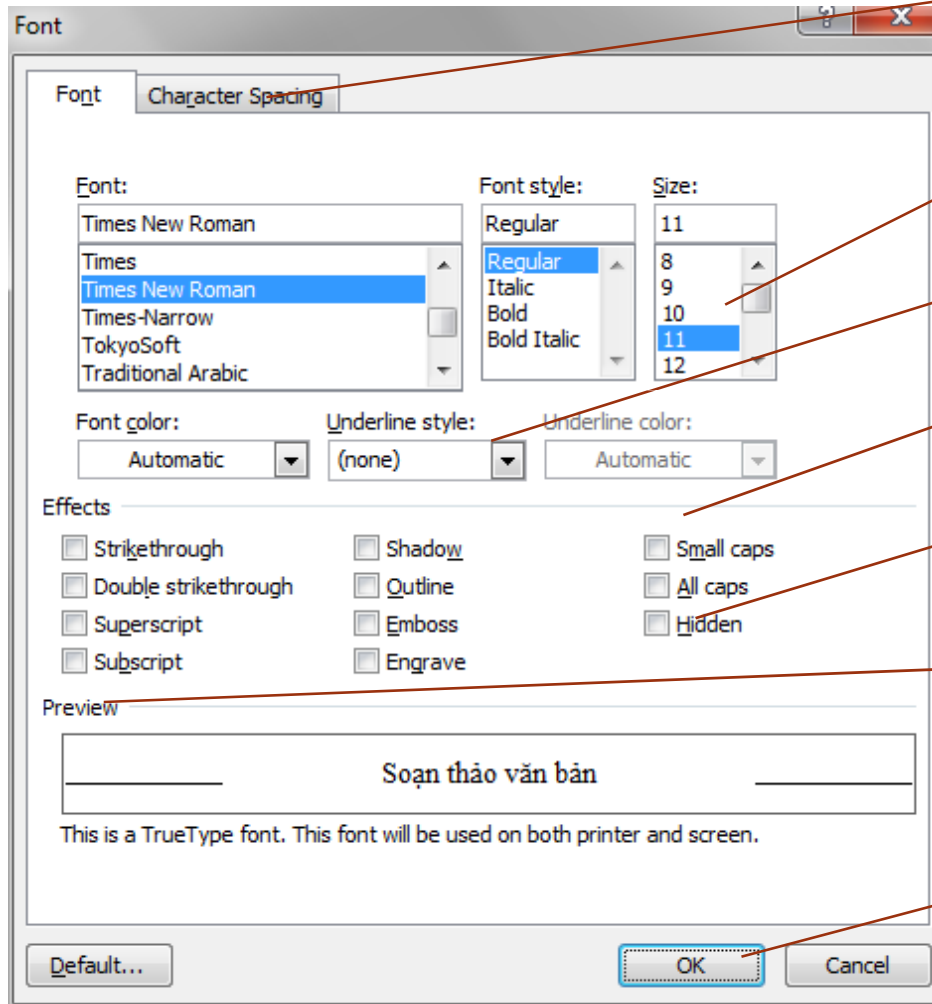 Font
? X
Font Character Spacing
Font: Font style: Size:
Times New Roman Regular 11
Times Regular 8
Times New Roman Italic 9
Times-Narrow Bold 10
TokyoSoft Bold Italic 11
Traditional Arabic 12
Font color: Underline style: Underline color:
Automatic (none) Automatic
Effects
Strikethrough Shadow Small caps
Double strikethrough Outline All caps
Superscript Emboss Hidden
Subscript Engrave
Preview
Soạn thảo văn bản
This is a TrueType font. This font will be used on both printer and screen.
Default... OK Cancel